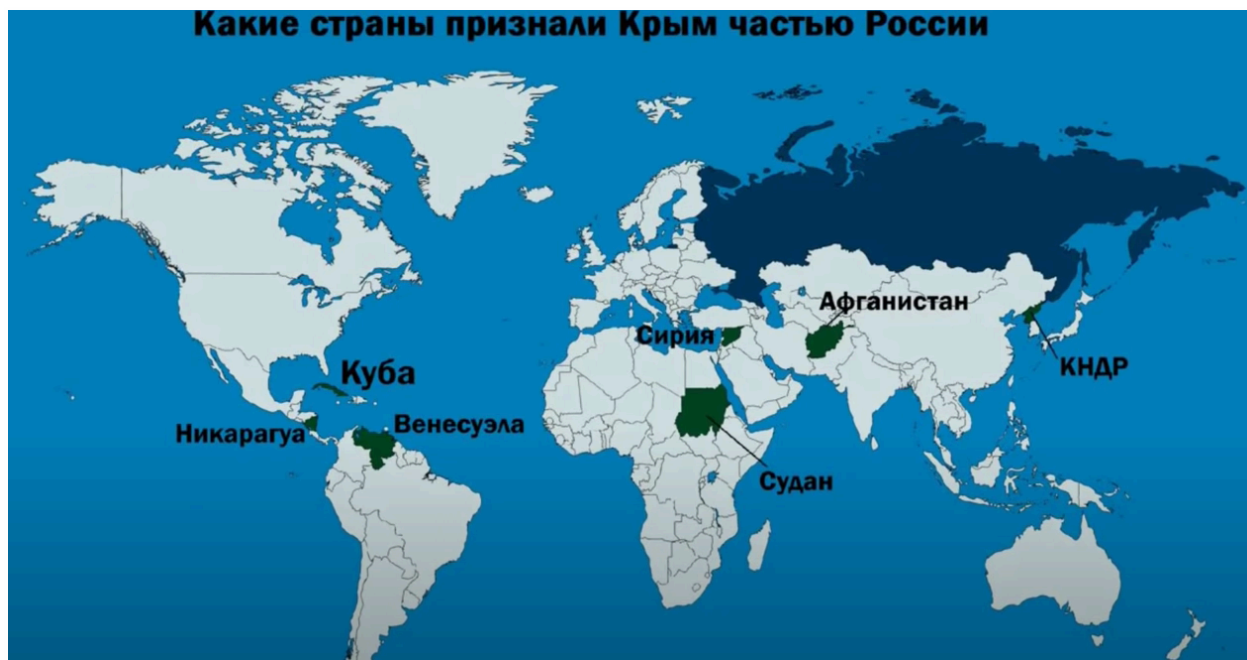 Какие страны признали Крым частью России
Афганистан
Сирия
КНДР
Куба
Венесуэла
Никарагуа
Судан